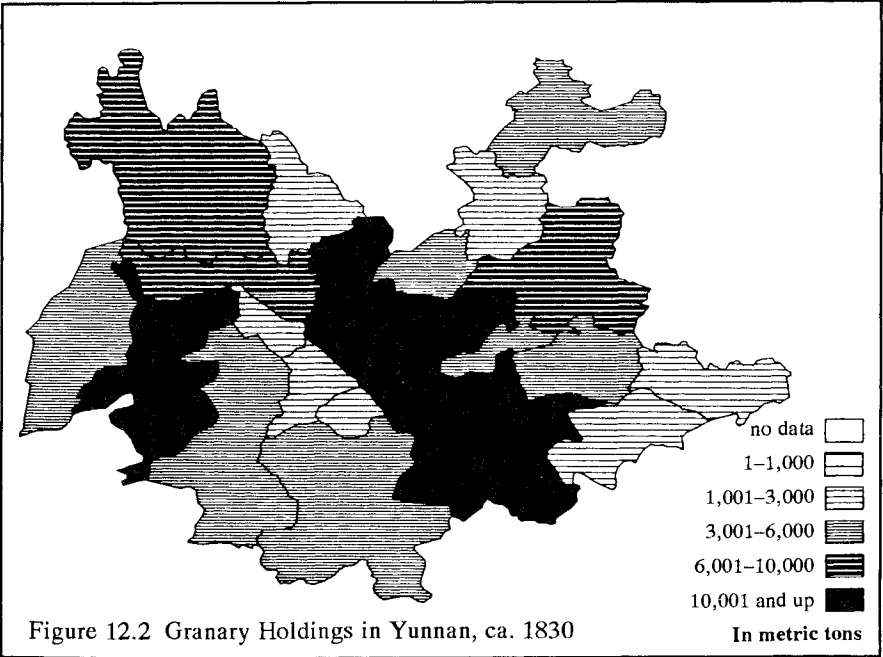 no data
1–1,000
1,001–3,000
3,001–6,000
6,001–10,000
10,001 and up
In metric tons
Figure 12.2 Granary Holdings in Yunnan, ca. 1830